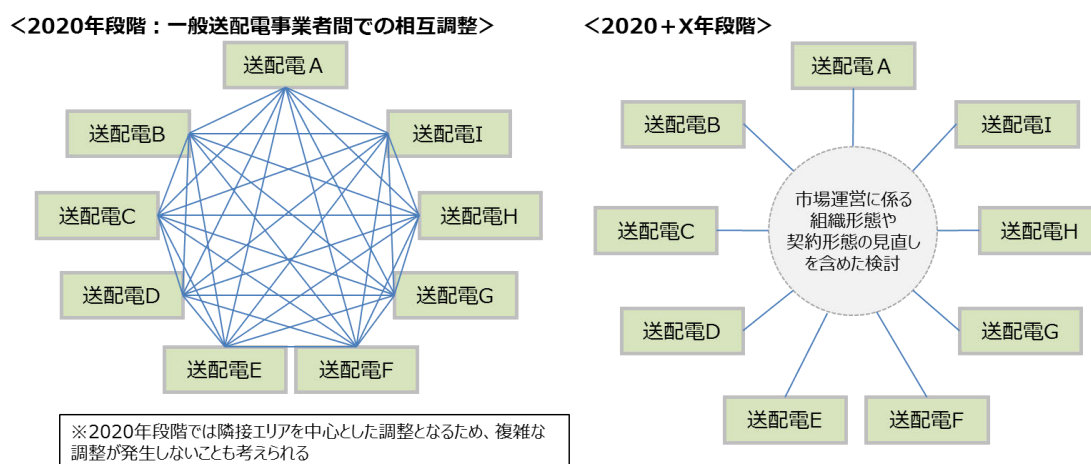 <2020年段階:一般送配電事業者間での相互調整>
送配電A
送配電B
送配電I
送配電C
送配電H
送配電D
送配電G
送配電E
送配電F
※2020年段階では隣接エリアを中心とした調整となるため、複雑な
調整が発生しないことも考えられる
<2020+X年段階>
送配電A
送配電B
送配電I
市場運営に係る
組織形態や
契約形態の見直し
を含めた検討
送配電C
送配電H
送配電D
送配電G
送配電E
送配電F